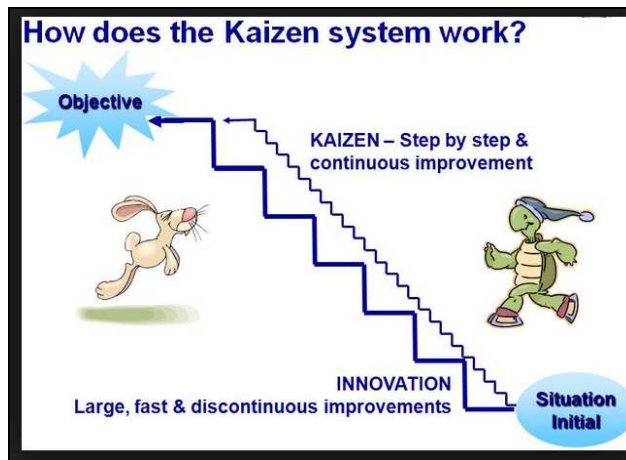 How does the Kaizen system work?
Objective
KAIZEN – Step by step &
continuous improvement
INNOVATION
Large, fast & discontinuous improvements
Situation
Initial